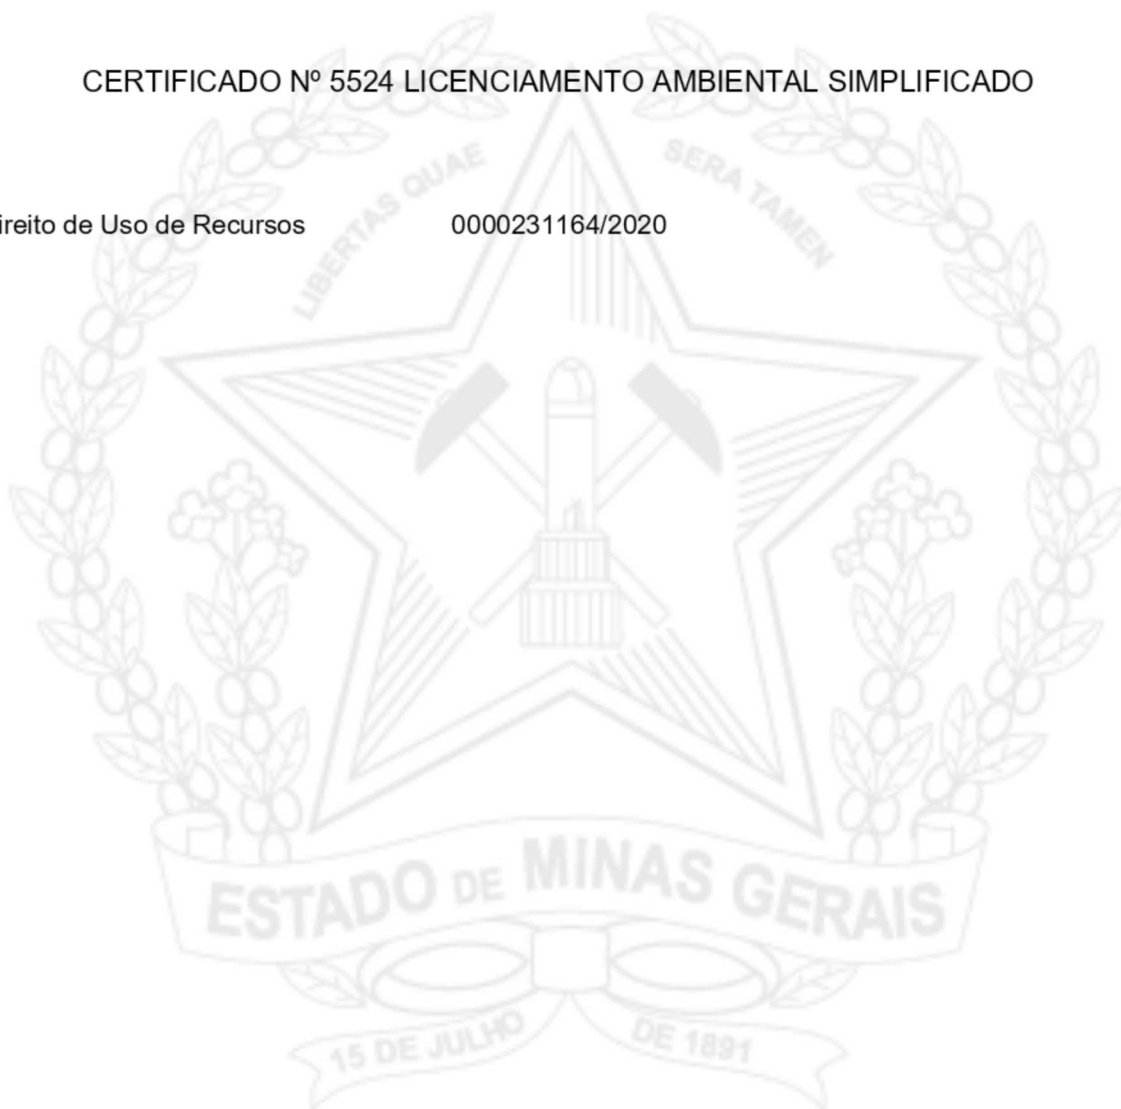 CERTIFICADO Nº 5524 LICENCIAMENTO AMBIENTAL SIMPLIFICADO
LIBERTAS QUAE SERA TAMEN
ireito de Uso de Recursos 0000231164/2020
ESTADO DE MINAS GERAIS
15 DE JULHO DE 1891